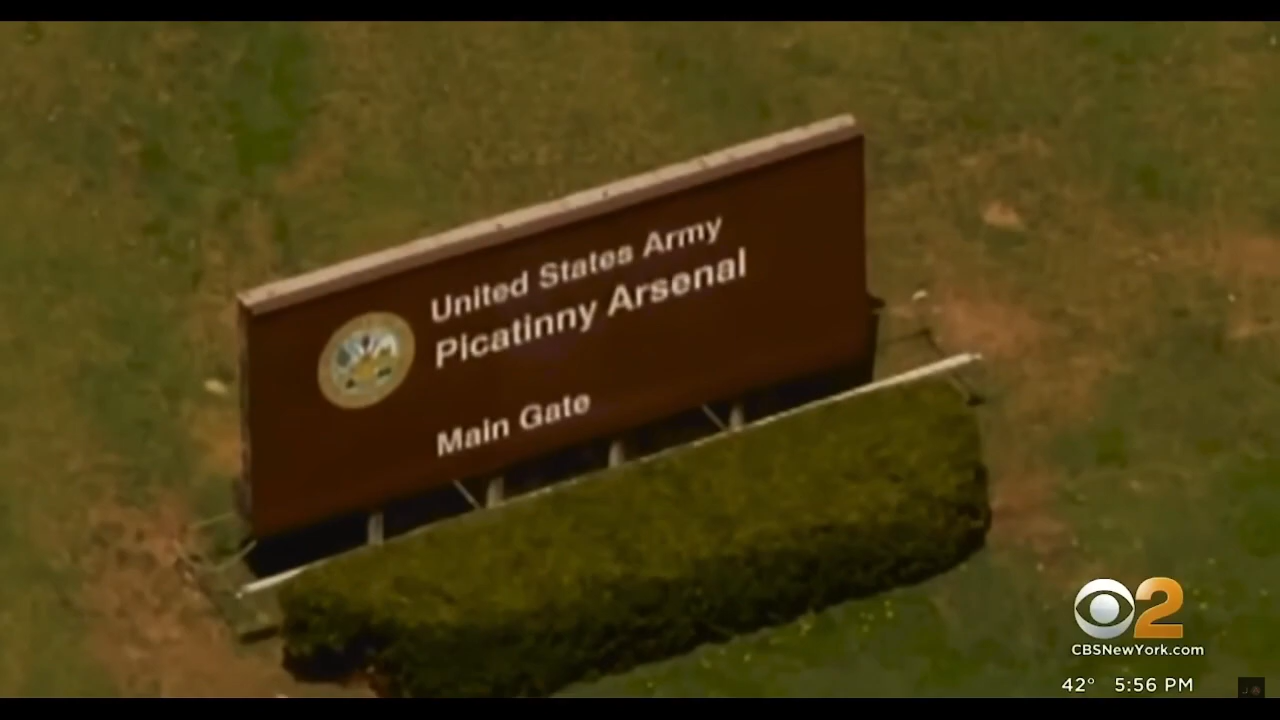 United States Army
Picatinny Arsenal
Main Gate
2
CBSNewYork.com
42° 5:56 PM